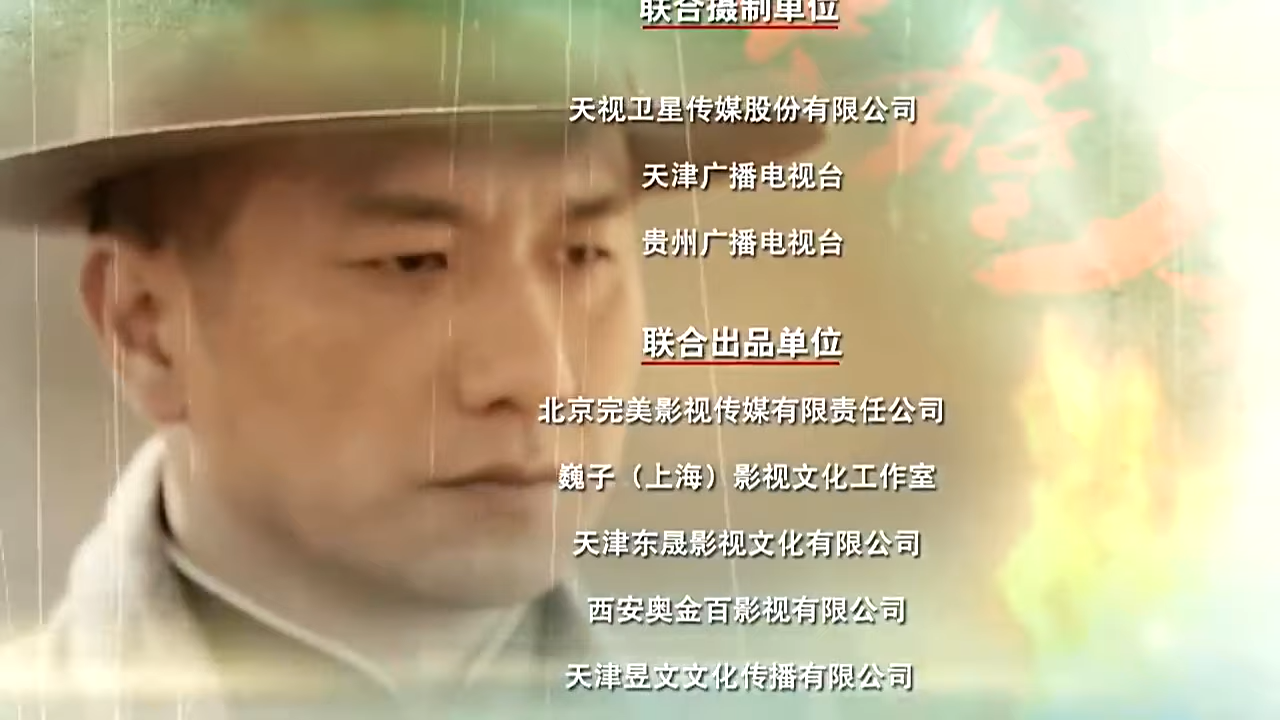 联合摄制单位
天视卫星传媒股份有限公司
天津广播电视台
贵州广播电视台
联合出品单位
北京完美影视传媒有限责任公司
巍子（上海）影视文化工作室
天津东晟影视文化有限公司
西安奥金百影视有限公司
天津昱文文化传播有限公司